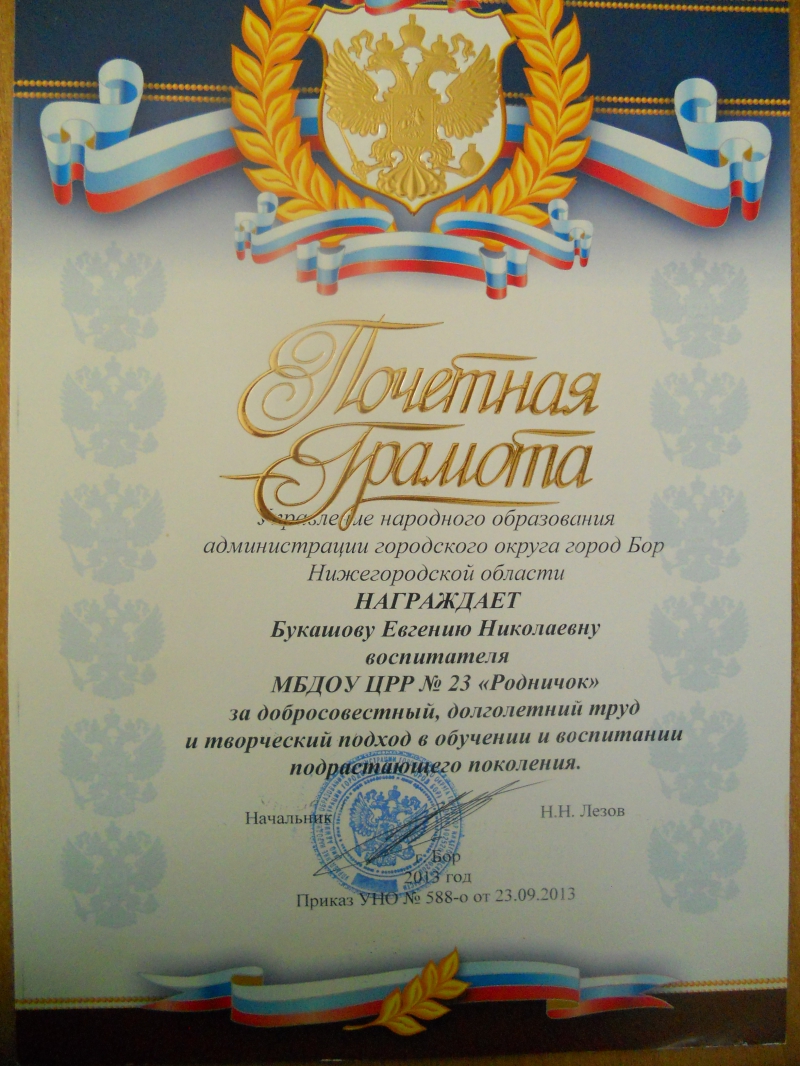 Почетная
Грамота
Управление народного образования
администрации городского округа город Бор
Нижегородской области
НАГРАЖДАЕТ
Букашову Евгению Николаевну
воспитателя
МБДОУ ЦРР № 23 «Родничок»
за добросовестный, долголетний труд
и творческий подход в обучении и воспитании
подрастающего поколения.
Начальник Н.Н. Лезов
г. Бор
2013 год
Приказ УНО № 588-о от 23.09.2013